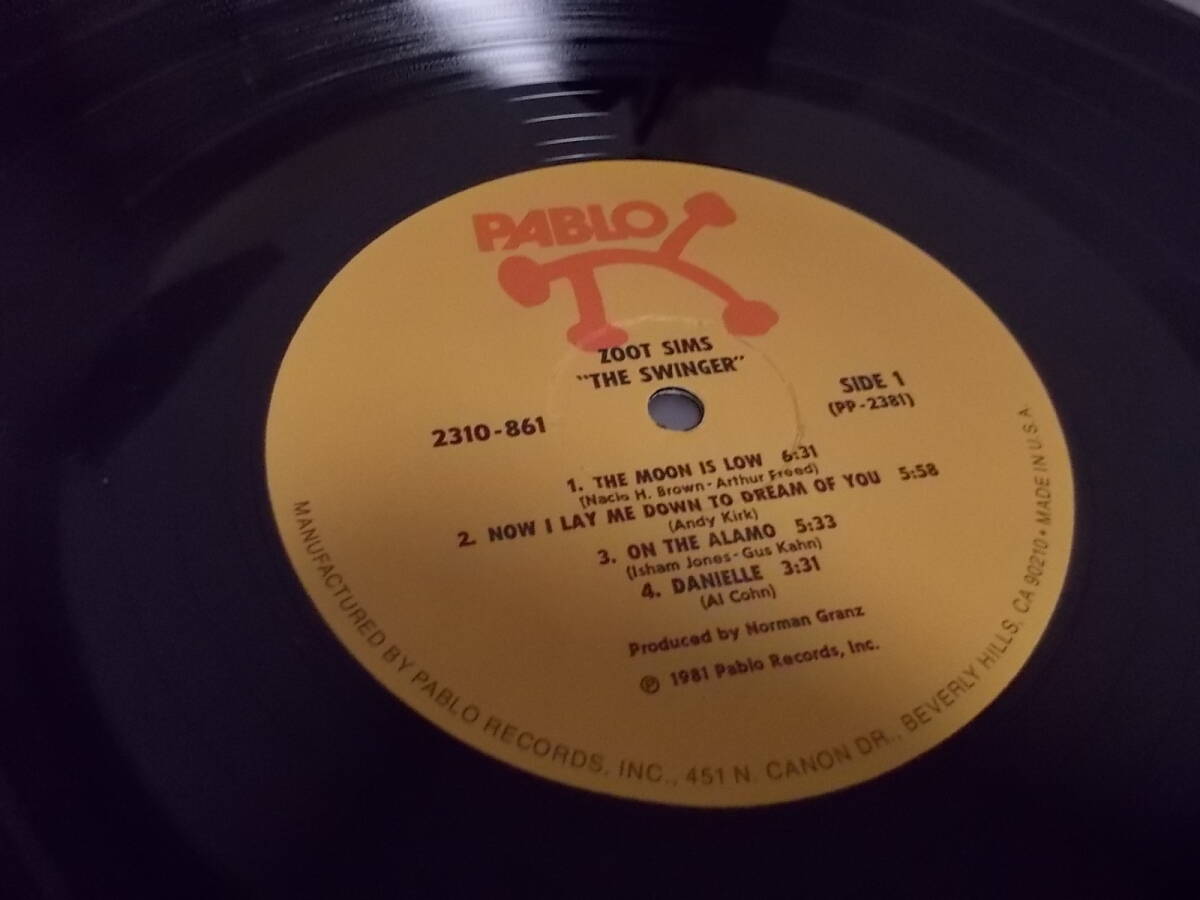 PABLO
ZOOT SIMS
"THE SWINGER"
2310-861
SIDE 1
(PP-2381)
1. THE MOON IS LOW 6:31
(Nacio H. Brown-Arthur Freed)
2. NOW I LAY ME DOWN TO DREAM OF YOU 5:58
(Andy Kirk)
3. ON THE ALAMO 5:33
(Isham Jones-Gus Kahn)
4. DANIELLE 3:31
(Al Cohn)
Produced by Norman Granz
℗ 1981 Pablo Records, Inc.
MANUFACTURED BY PABLO RECORDS, INC., 451 N. CANON DR., BEVERLY HILLS, CA 90210 • MADE IN U.S.A.